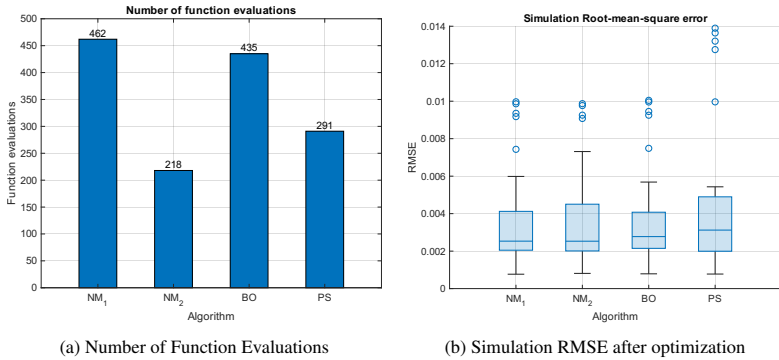 Number of function evaluations
500
450
400
350
300
250
200
150
100
50
0
Function evaluations
462
218
435
291
NM1
NM2
BO
PS
Algorithm
(a) Number of Function Evaluations
Simulation Root-mean-square error
0.014
0.012
0.01
0.008
0.006
0.004
0.002
RMSE
NM1
NM2
BO
PS
Algorithm
(b) Simulation RMSE after optimization